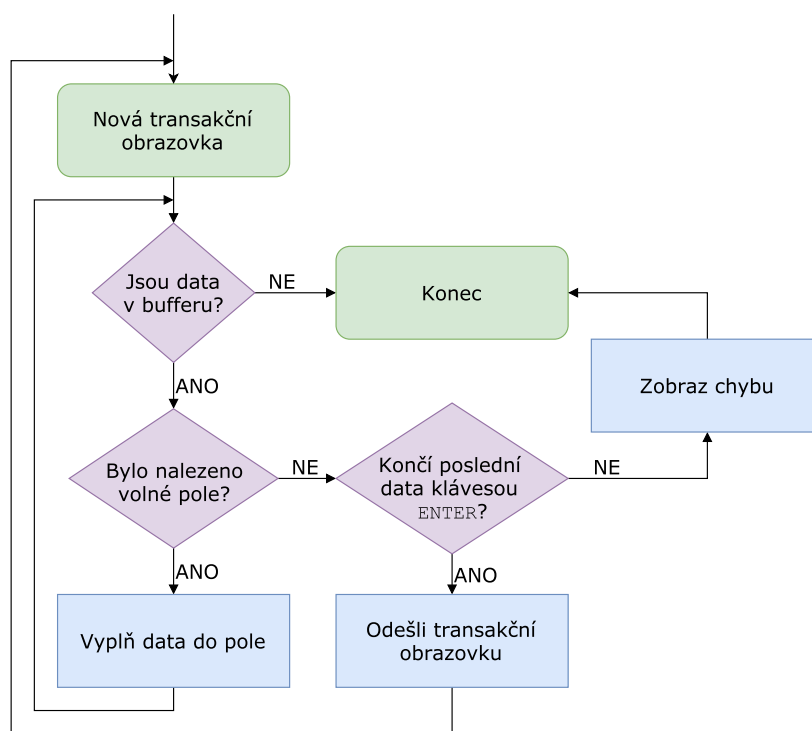 Nová transakční
obrazovka
Jsou data
v bufferu?
NE
Konec
ANO
Zobraz chybu
Bylo nalezeno
volné pole?
NE
Končí poslední
data klávesou
ENTER?
NE
ANO
ANO
Vyplň data do pole
Odešli transakční
obrazovku